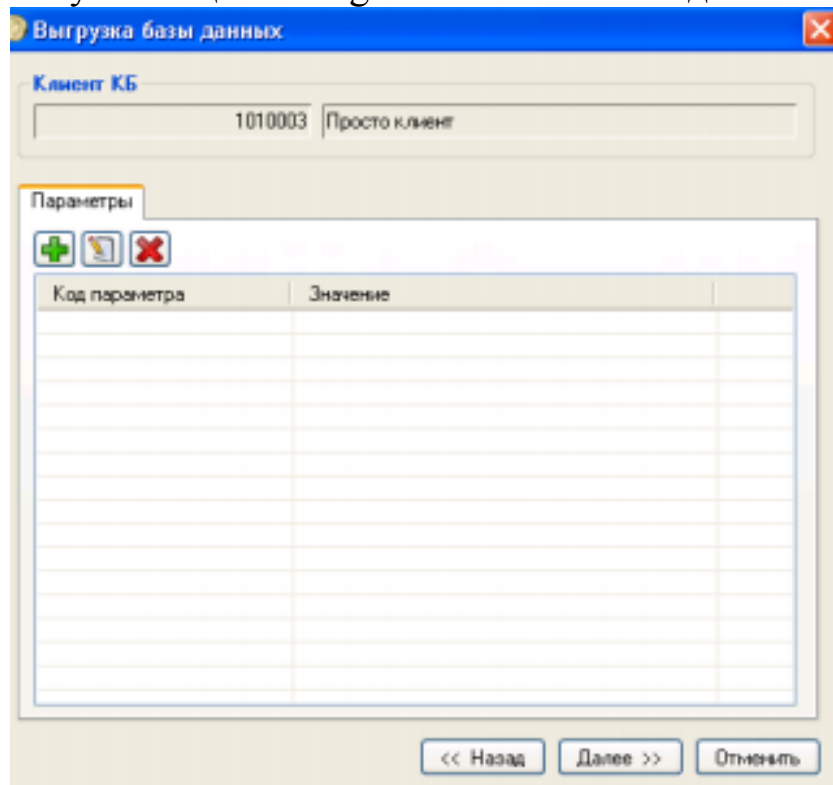 Выгрузка базы данных
Клиент КБ
1010003 Просто клиент
Параметры
Код параметра Значение
<< Назад Далее >> Отменить